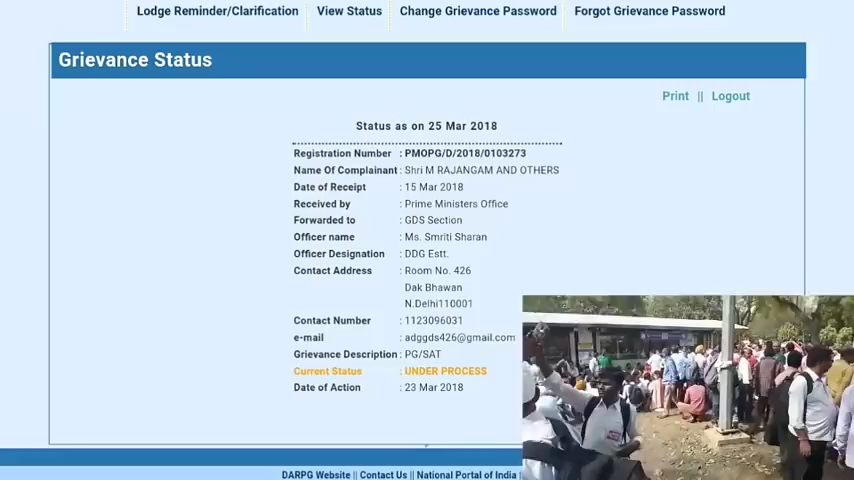 Lodge Reminder/Clarification View Status Change Grievance Password Forgot Grievance Password
Grievance Status
Print || Logout
Status as on 25 Mar 2018
Registration Number : PMOPG/D/2018/0103273
Name Of Complainant : Shri M RAJANGAM AND OTHERS
Date of Receipt : 15 Mar 2018
Received by : Prime Ministers Office
Forwarded to : GDS Section
Officer name : Ms. Smriti Sharan
Officer Designation : DDG Estt.
Contact Address : Room No. 426
Dak Bhawan
N.Delhi110001
Contact Number : 1123096031
e-mail : adggds426@gmail.com
Grievance Description : PG/SAT
Current Status : UNDER PROCESS
Date of Action : 23 Mar 2018
DARPG Website || Contact Us || National Portal of India